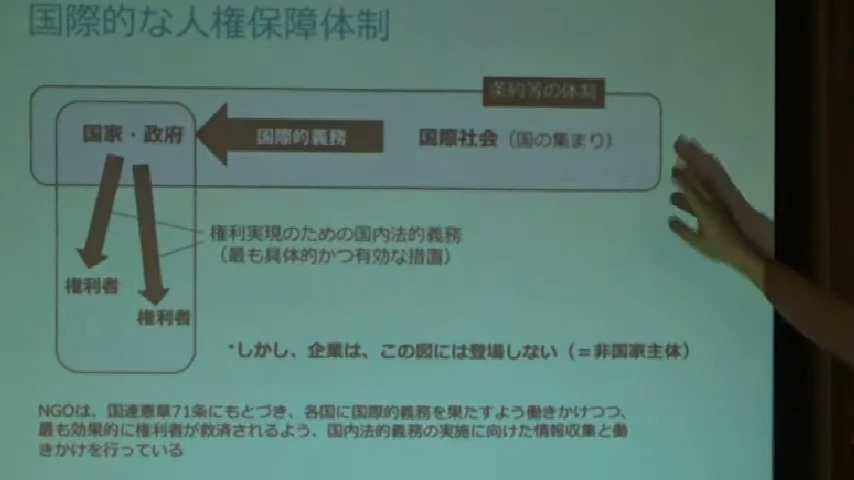 国際的な人権保障体制
条約等の体制
国家・政府
国際的義務
国際社会（国の集まり）
権利実現のための国内法的義務
（最も具体的かつ有効な措置）
権利者
権利者
*しかし、企業は、この図には登場しない（＝非国家主体）
NGOは、国連憲章71条にもとづき、各国に国際的義務を果たすよう働きかけつつ、
最も効果的に権利者が救済されるよう、国内法的義務の実施に向けた情報収集と働
きかけを行っている